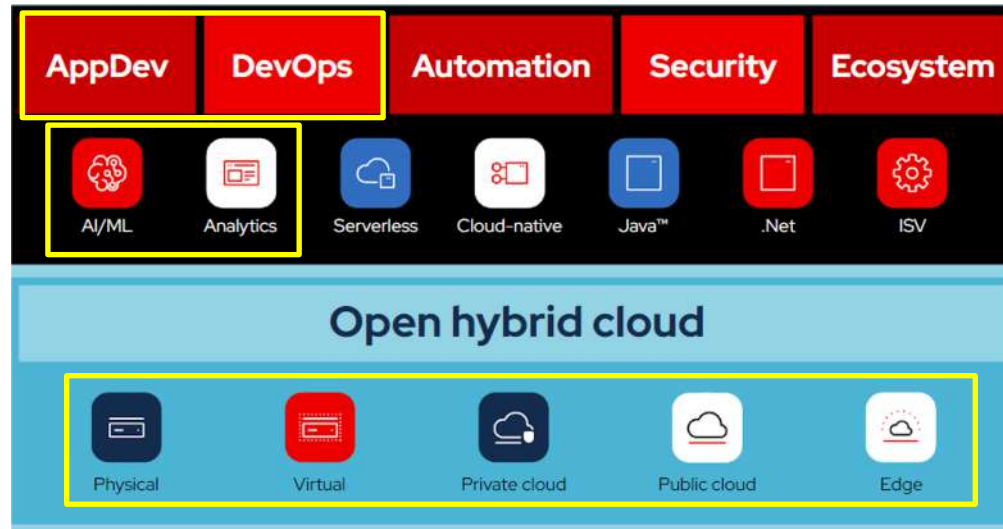 AppDev DevOps Automation Security Ecosystem
AI/ML Analytics Serverless Cloud-native Java™ .Net ISV
Open hybrid cloud
Physical Virtual Private cloud Public cloud Edge